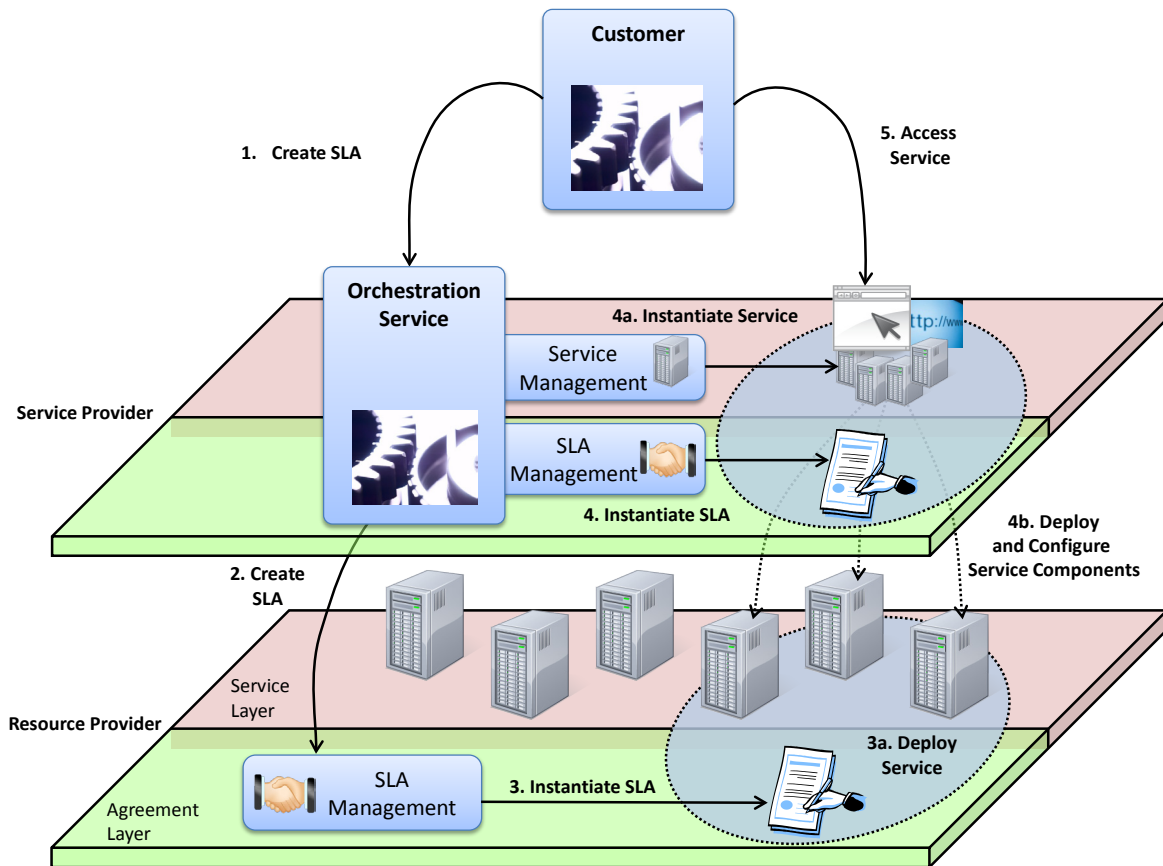 Customer
1. Create SLA
5. Access
Service
Orchestration
Service
4a. Instantiate Service
ttp://ww
Service
Management
Service Provider
SLA
Management
4. Instantiate SLA
4b. Deploy
and Configure
Service Components
2. Create
SLA
Service
Layer
Resource Provider
3a. Deploy
Service
SLA
Management
3. Instantiate SLA
Agreement
Layer